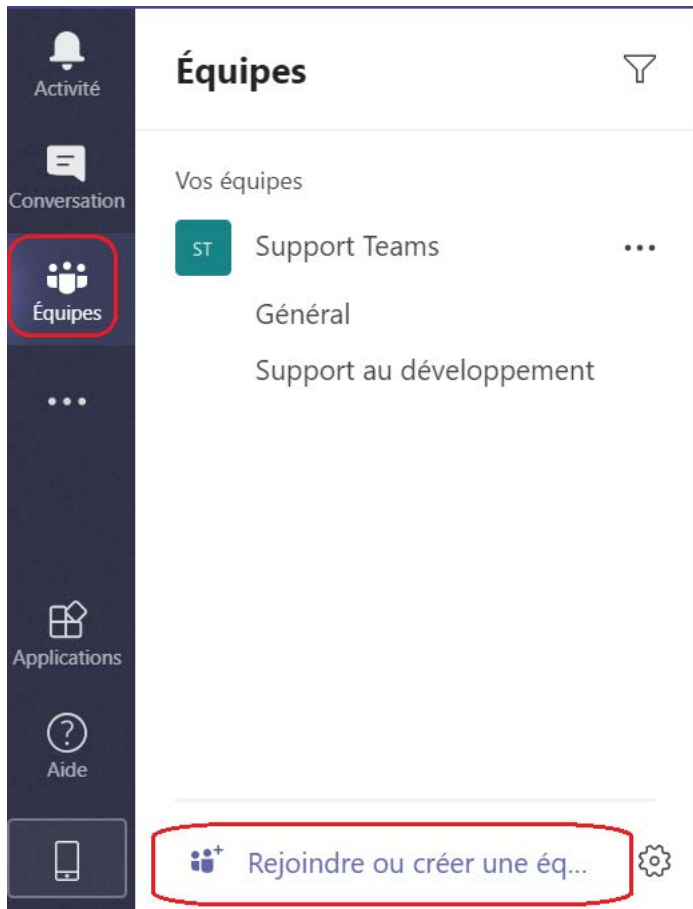 Activité
Conversation
Équipes
Applications
Aide
Équipes
Vos équipes
ST Support Teams
Général
Support au développement
Rejoindre ou créer une éq...